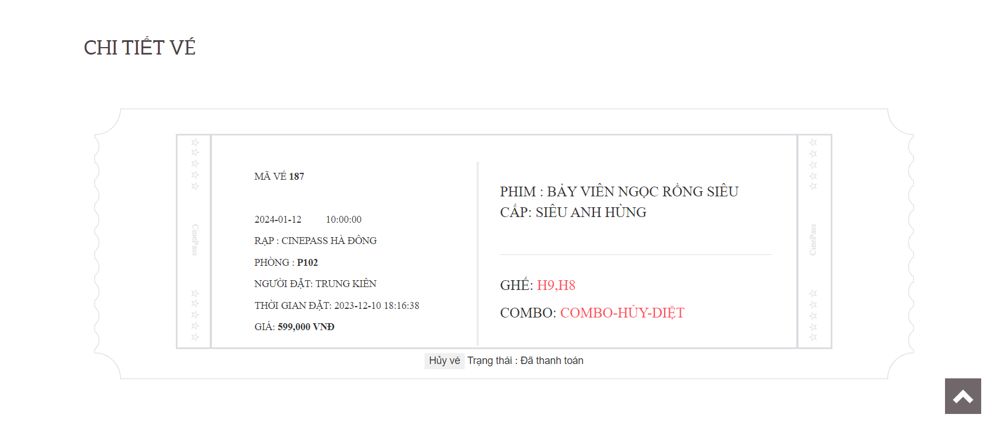 CHI TIẾT VÉ
CinePass
MÃ VÉ 187
2024-01-12 10:00:00
RẠP : CINEPASS HÀ ĐÔNG
PHÒNG : P102
NGƯỜI ĐẶT: TRUNG KIÊN
THỜI GIAN ĐẶT: 2023-12-10 18:16:38
GIÁ: 599,000 VNĐ
PHIM : BẢY VIÊN NGỌC RỒNG SIÊU
CẤP: SIÊU ANH HÙNG
GHẾ: H9,H8
COMBO: COMBO-HỦY-DIỆT
CinePass
Hủy vé Trạng thái : Đã thanh toán